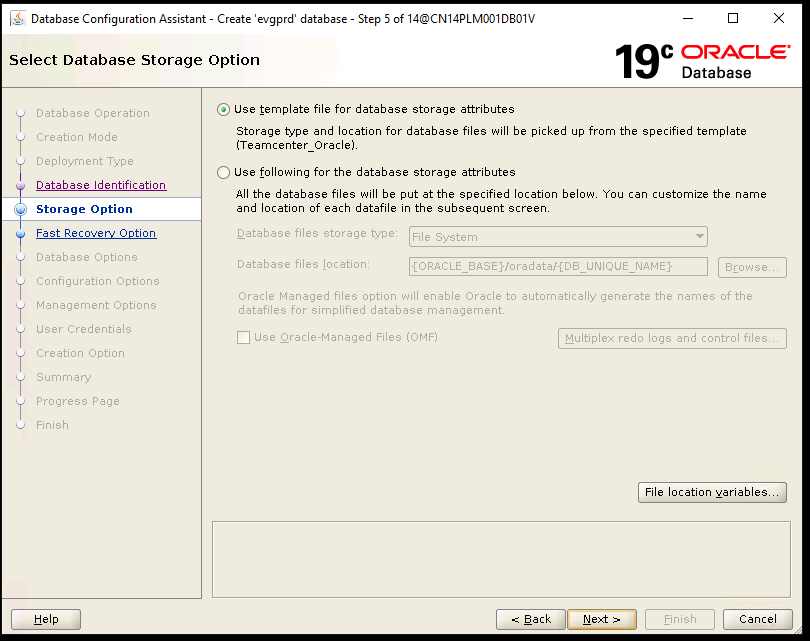 Database Configuration Assistant - Create 'evgprd' database - Step 5 of 14@CN14PLM001DB01V
Select Database Storage Option
19c ORACLE
Database
Database Operation
Creation Mode
Deployment Type
Database Identification
Storage Option
Fast Recovery Option
Database Options
Configuration Options
Management Options
User Credentials
Creation Option
Summary
Progress Page
Finish
Use template file for database storage attributes
Storage type and location for database files will be picked up from the specified template
(Teamcenter_Oracle).
Use following for the database storage attributes
All the database files will be put at the specified location below. You can customize the name
and location of each datafile in the subsequent screen.
Database files storage type: File System
Database files location: {ORACLE_BASE}/oradata/{DB_UNIQUE_NAME} Browse...
Oracle Managed files option will enable Oracle to automatically generate the names of the
datafiles for simplified database management.
Use Oracle-Managed Files (OMF) Multiplex redo logs and control files...
File location variables...
Help < Back Next > Finish Cancel